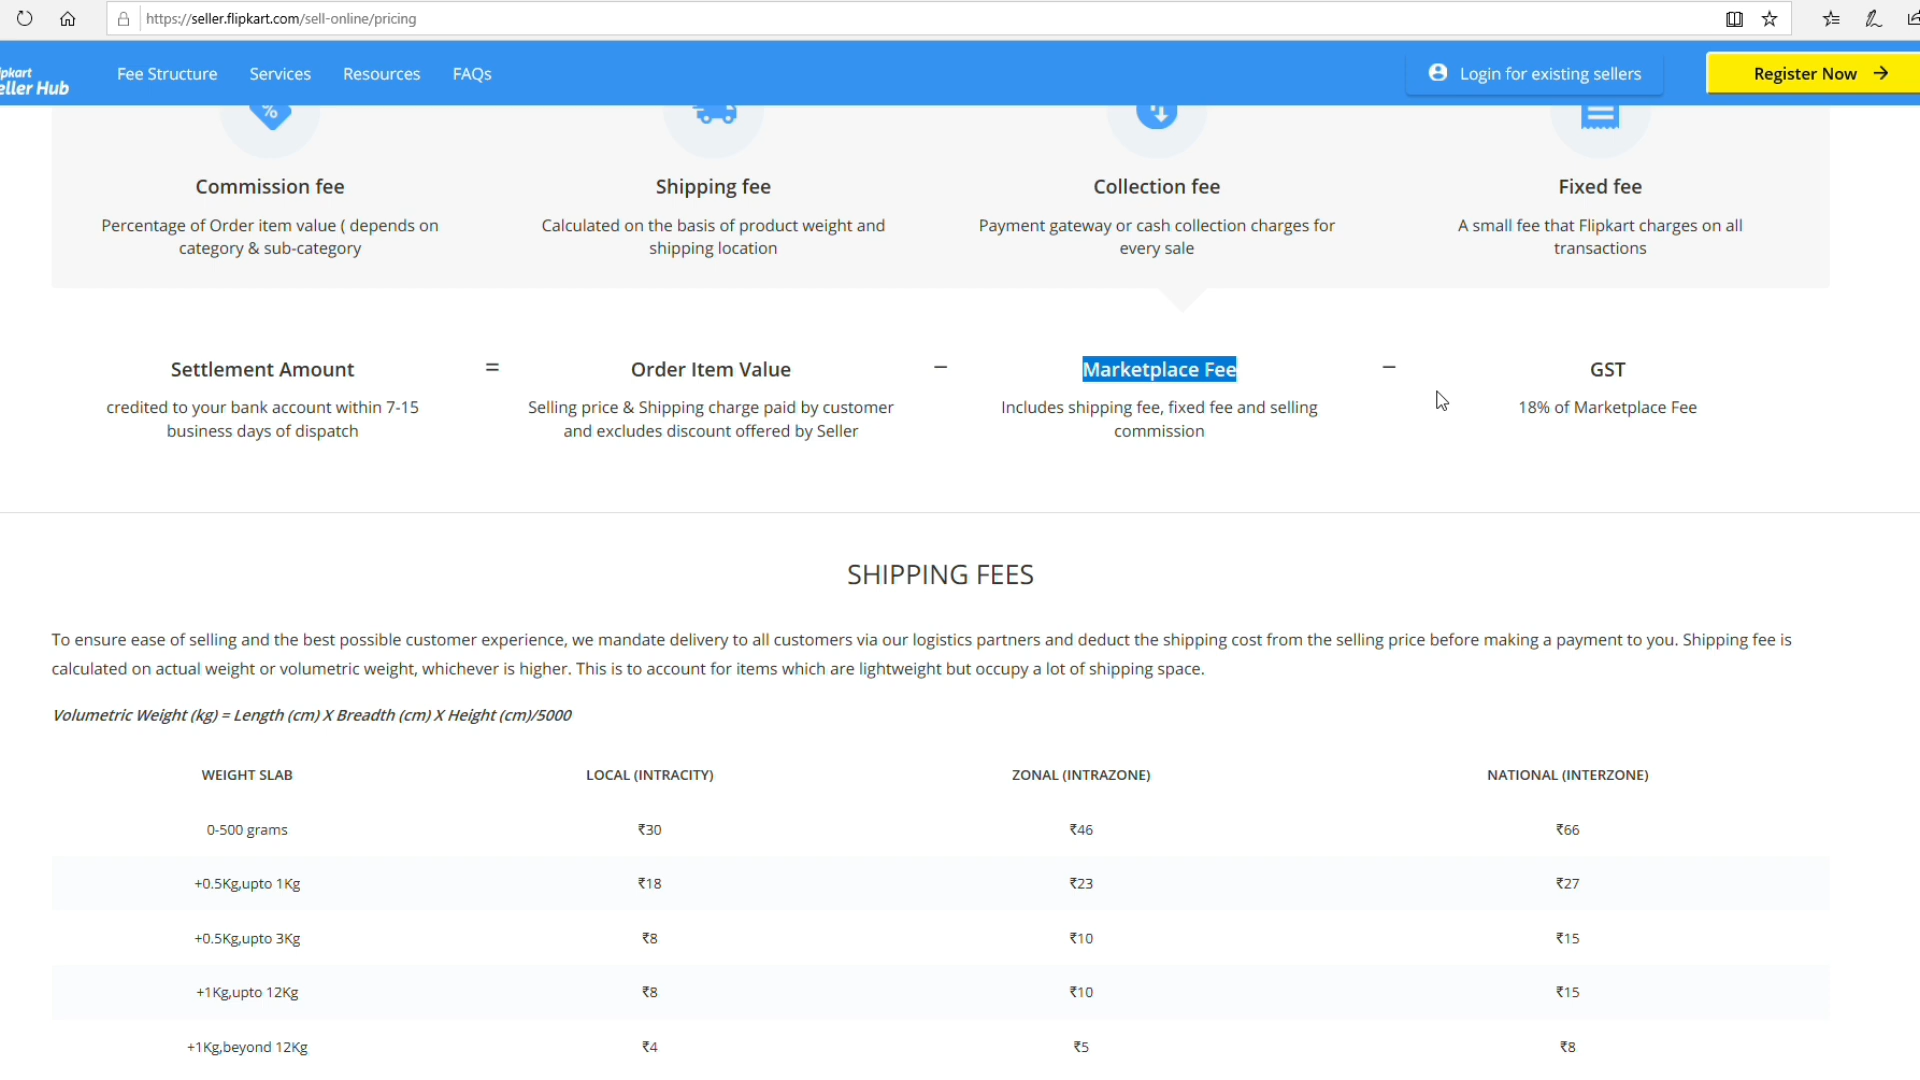 https://seller.flipkart.com/sell-online/pricing
Fee Structure Services Resources FAQs Login for existing sellers Register Now
Hub
%
Commission fee Shipping fee Collection fee Fixed fee
Percentage of Order item value ( depends on Calculated on the basis of product weight and Payment gateway or cash collection charges for A small fee that Flipkart charges on all
category & sub-category shipping location every sale transactions
Settlement Amount = Order Item Value – Marketplace Fee – GST
credited to your bank account within 7-15 Selling price & Shipping charge paid by customer Includes shipping fee, fixed fee and selling 18% of Marketplace Fee
business days of dispatch and excludes discount offered by Seller commission
SHIPPING FEES
To ensure ease of selling and the best possible customer experience, we mandate delivery to all customers via our logistics partners and deduct the shipping cost from the selling price before making a payment to you. Shipping fee is
calculated on actual weight or volumetric weight, whichever is higher. This is to account for items which are lightweight but occupy a lot of shipping space.
Volumetric Weight (kg) = Length (cm) X Breadth (cm) X Height (cm)/5000
WEIGHT SLAB LOCAL (INTRACITY) ZONAL (INTRAZONE) NATIONAL (INTERZONE)
0-500 grams ₹30 ₹46 ₹66
+0.5Kg,upto 1Kg ₹18 ₹23 ₹27
+0.5Kg,upto 3Kg ₹8 ₹10 ₹15
+1Kg,upto 12Kg ₹8 ₹10 ₹15
+1Kg,beyond 12Kg ₹4 ₹5 ₹8